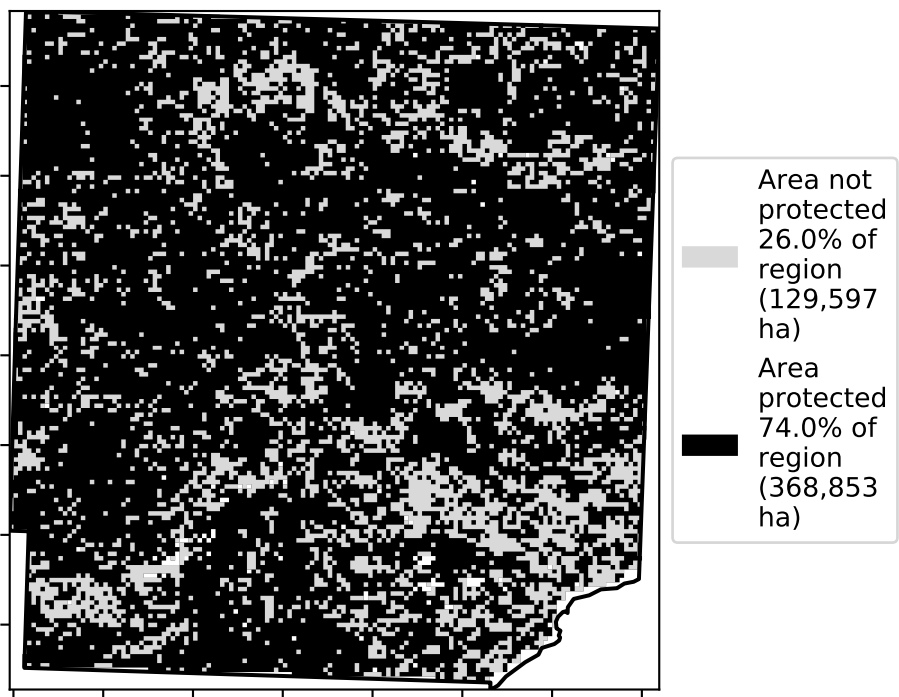 Area not
protected
26.0% of
region
(129,597
ha)
Area
protected
74.0% of
region
(368,853
ha)